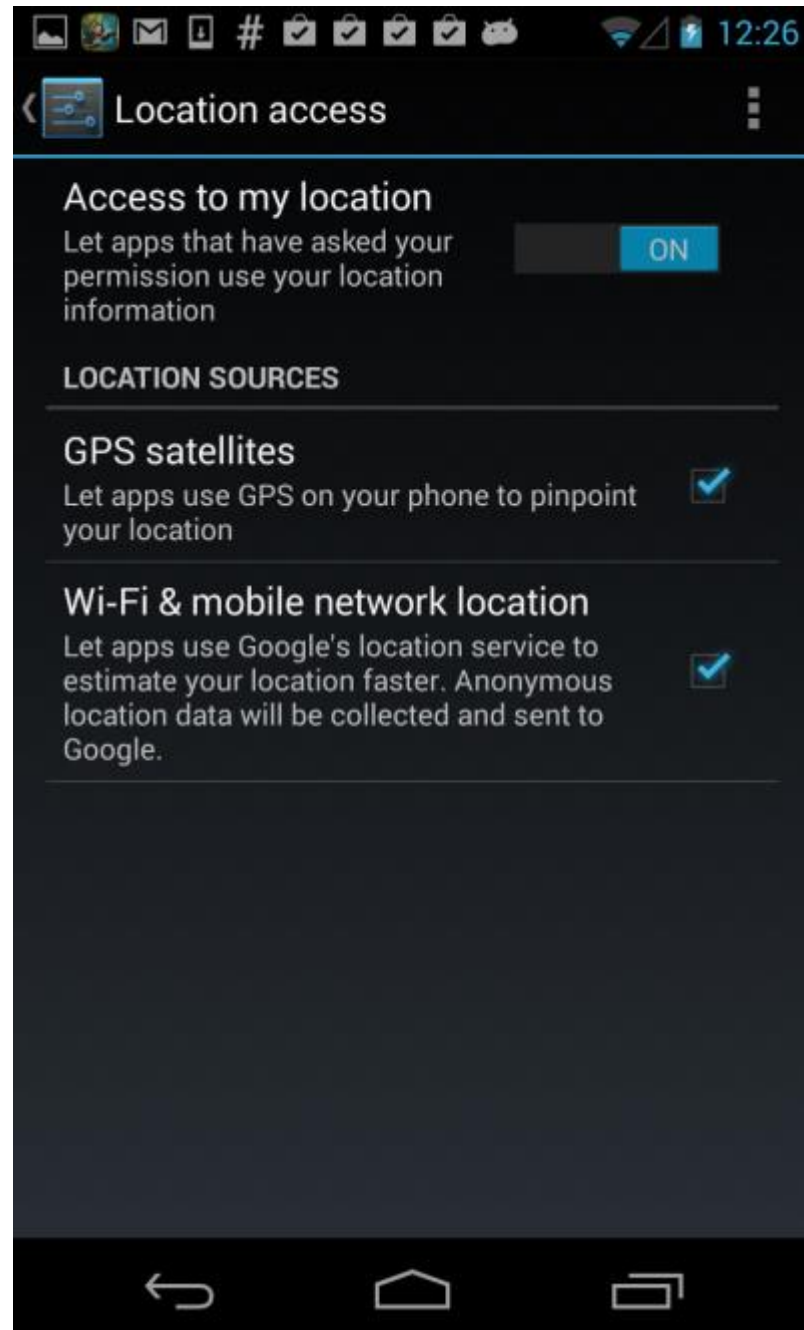 # 12:26
Location access
Access to my location
Let apps that have asked your
permission use your location
information
ON
LOCATION SOURCES
GPS satellites
Let apps use GPS on your phone to pinpoint
your location
Wi-Fi & mobile network location
Let apps use Google's location service to
estimate your location faster. Anonymous
location data will be collected and sent to
Google.